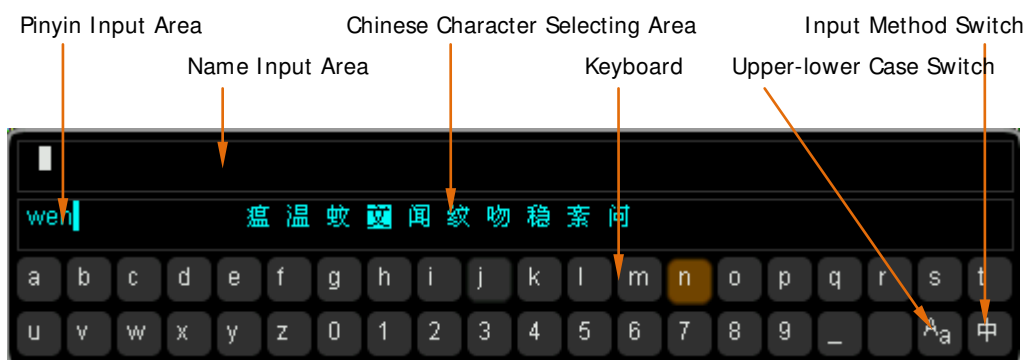 Pinyin Input Area Chinese Character Selecting Area Input Method Switch
Name Input Area Keyboard Upper-lower Case Switch
wen 瘟 温 蚊 文 闻 纹 吻 稳 紊 问
a b c d e f g h i j k l m n o p q r s t
u v w x y z 0 1 2 3 4 5 6 7 8 9 _ Aa 中